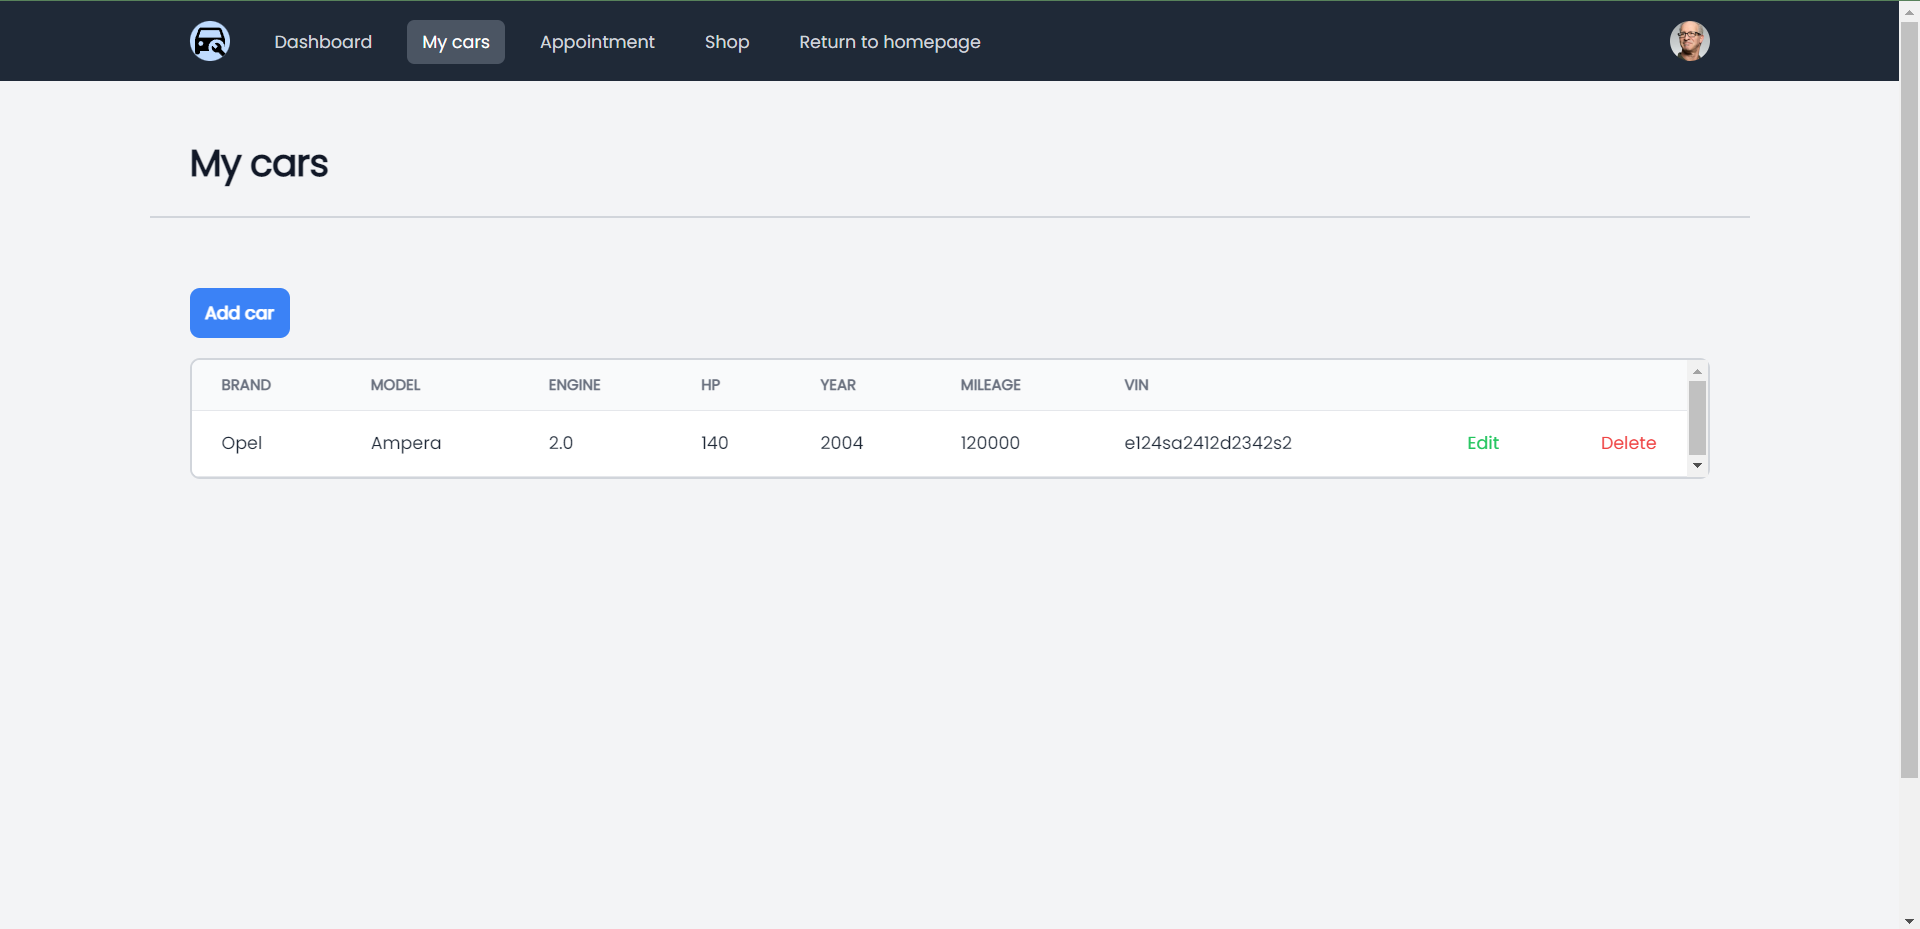 Dashboard My cars Appointment Shop Return to homepage
My cars
Add car
BRAND MODEL ENGINE HP YEAR MILEAGE VIN
Opel Ampera 2.0 140 2004 120000 e124sa2412d2342s2 Edit Delete